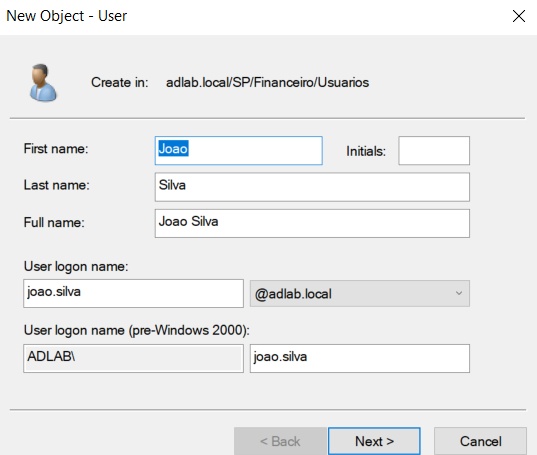 New Object - User
Create in: adlab.local/SP/Financeiro/Usuarios
First name: Joao Initials:
Last name: Silva
Full name: Joao Silva
User logon name:
joao.silva @adlab.local
User logon name (pre-Windows 2000):
ADLAB\ joao.silva
< Back Next > Cancel